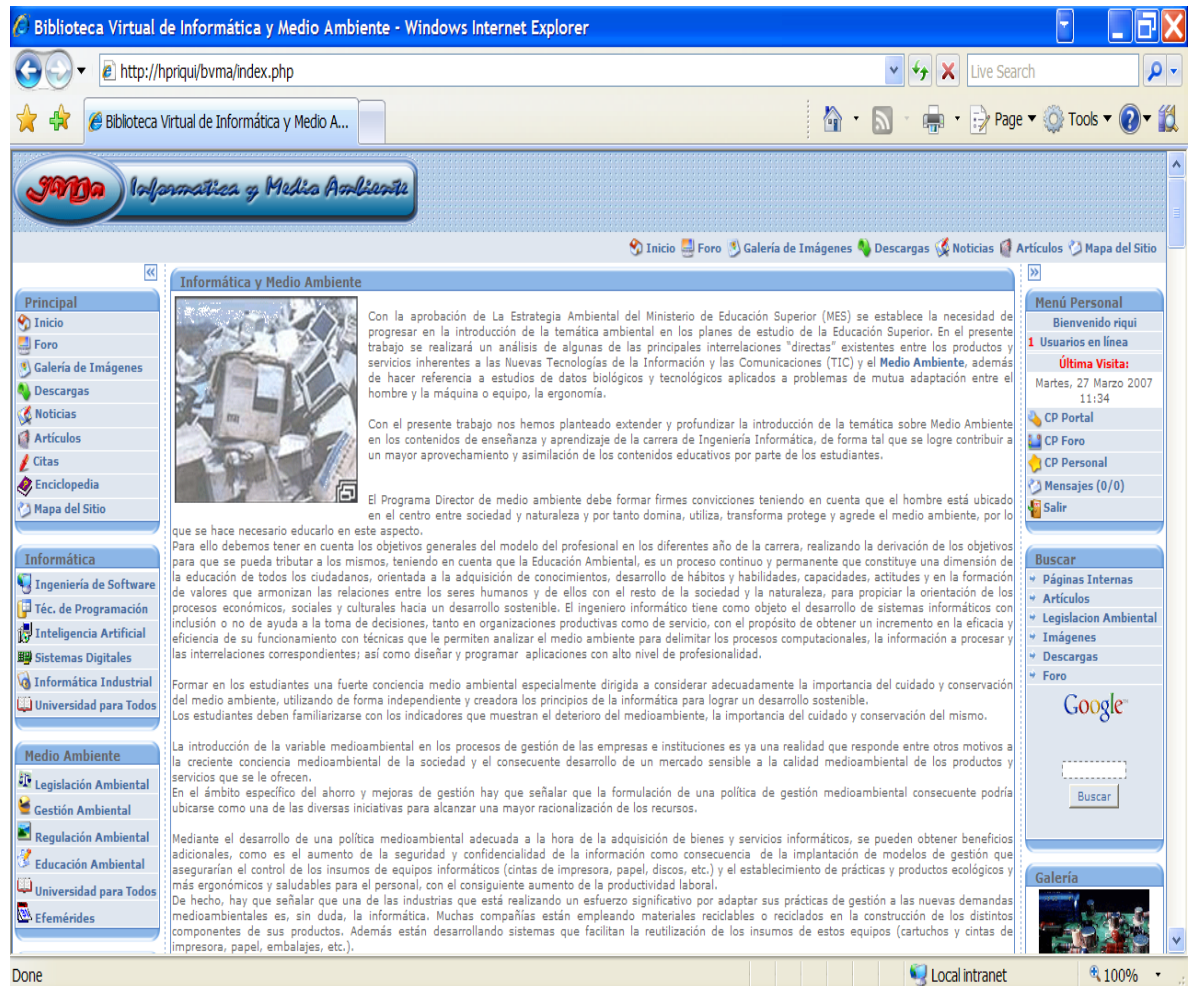 Biblioteca Virtual de Informática y Medio Ambiente - Windows Internet Explorer
http://hpriqui/bvma/index.php
Live Search
Biblioteca Virtual de Informática y Medio A...
Page
Tools
Informatica y Medio Ambiente
Inicio Foro Galería de Imágenes Descargas Noticias Artículos Mapa del Sitio
Principal
Inicio
Foro
Galería de Imágenes
Descargas
Noticias
Artículos
Citas
Enciclopedia
Mapa del Sitio
Informática
Ingeniería de Software
Téc. de Programación
Inteligencia Artificial
Sistemas Digitales
Informática Industrial
Universidad para Todos
Medio Ambiente
Legislación Ambiental
Gestión Ambiental
Regulación Ambiental
Educación Ambiental
Universidad para Todos
Efemérides
Informática y Medio Ambiente
Con la aprobación de La Estrategia Ambiental del Ministerio de Educación Superior (MES) se establece la necesidad de
progresar en la introducción de la temática ambiental en los planes de estudio de la Educación Superior. En el presente
trabajo se realizará un análisis de algunas de las principales interrelaciones "directas" existentes entre los productos y
servicios inherentes a las Nuevas Tecnologías de la Información y las Comunicaciones (TIC) y el Medio Ambiente, además
de hacer referencia a estudios de datos biológicos y tecnológicos aplicados a problemas de mutua adaptación entre el
hombre y la máquina o equipo, la ergonomía.
Con el presente trabajo nos hemos planteado extender y profundizar la introducción de la temática sobre Medio Ambiente
en los contenidos de enseñanza y aprendizaje de la carrera de Ingeniería Informática, de forma tal que se logre contribuir a
un mayor aprovechamiento y asimilación de los contenidos educativos por parte de los estudiantes.
El Programa Director de medio ambiente debe formar firmes convicciones teniendo en cuenta que el hombre está ubicado
en el centro entre sociedad y naturaleza y por tanto domina, utiliza, transforma protege y agrede el medio ambiente, por lo
que se hace necesario educarlo en este aspecto.
Para ello debemos tener en cuenta los objetivos generales del modelo del profesional en los diferentes año de la carrera, realizando la derivación de los objetivos
para que se pueda tributar a los mismos, teniendo en cuenta que la Educación Ambiental, es un proceso continuo y permanente que constituye una dimensión de
la educación de todos los ciudadanos, orientada a la adquisición de conocimientos, desarrollo de hábitos y habilidades, capacidades, actitudes y en la formación
de valores que armonizan las relaciones entre los seres humanos y de ellos con el resto de la sociedad y la naturaleza, para propiciar la orientación de los
procesos económicos, sociales y culturales hacia un desarrollo sostenible. El ingeniero informático tiene como objeto el desarrollo de sistemas informáticos con
inclusión o no de ayuda a la toma de decisiones, tanto en organizaciones productivas como de servicio, con el propósito de obtener un incremento en la eficacia y
eficiencia de su funcionamiento con técnicas que le permiten analizar el medio ambiente para delimitar los procesos computacionales, la información a procesar y
las interrelaciones correspondientes; así como diseñar y programar aplicaciones con alto nivel de profesionalidad.
Formar en los estudiantes una fuerte conciencia medio ambiental especialmente dirigida a considerar adecuadamente la importancia del cuidado y conservación
del medio ambiente, utilizando de forma independiente y creadora los principios de la informática para lograr un desarrollo sostenible.
Los estudiantes deben familiarizarse con los indicadores que muestran el deterioro del medioambiente, la importancia del cuidado y conservación del mismo.
La introducción de la variable medioambiental en los procesos de gestión de las empresas e instituciones es ya una realidad que responde entre otros motivos a
la creciente conciencia medioambiental de la sociedad y el consecuente desarrollo de un mercado sensible a la calidad medioambiental de los productos y
servicios que se le ofrecen.
En el ámbito específico del ahorro y mejoras de gestión hay que señalar que la formulación de una política de gestión medioambiental consecuente podría
ubicarse como una de las diversas iniciativas para alcanzar una mayor racionalización de los recursos.
Mediante el desarrollo de una política medioambiental adecuada a la hora de la adquisición de bienes y servicios informáticos, se pueden obtener beneficios
adicionales, como es el aumento de la seguridad y confidencialidad de la información como consecuencia de la implantación de modelos de gestión que
asegurarían el control de los insumos de equipos informáticos (cintas de impresora, papel, discos, etc.) y el establecimiento de prácticas y productos ecológicos y
más ergonómicos y saludables para el personal, con el consiguiente aumento de la productividad laboral.
De hecho, hay que señalar que una de las industrias que está realizando un esfuerzo significativo por adaptar sus prácticas de gestión a las nuevas demandas
medioambientales es, sin duda, la informática. Muchas compañías están empleando materiales reciclables o reciclados en la construcción de los distintos
componentes de sus productos. Además están desarrollando sistemas que facilitan la reutilización de los insumos de estos equipos (cartuchos y cintas de
impresora, papel, embalajes, etc.).
Menú Personal
Bienvenido riqui
1 Usuarios en línea
Última Visita:
Martes, 27 Marzo 2007
11:34
CP Portal
CP Foro
CP Personal
Mensajes (0/0)
Salir
Buscar
Páginas Internas
Artículos
Legislacion Ambiental
Imágenes
Descargas
Foro
Google
Buscar
Galería
Done
Local intranet
100%